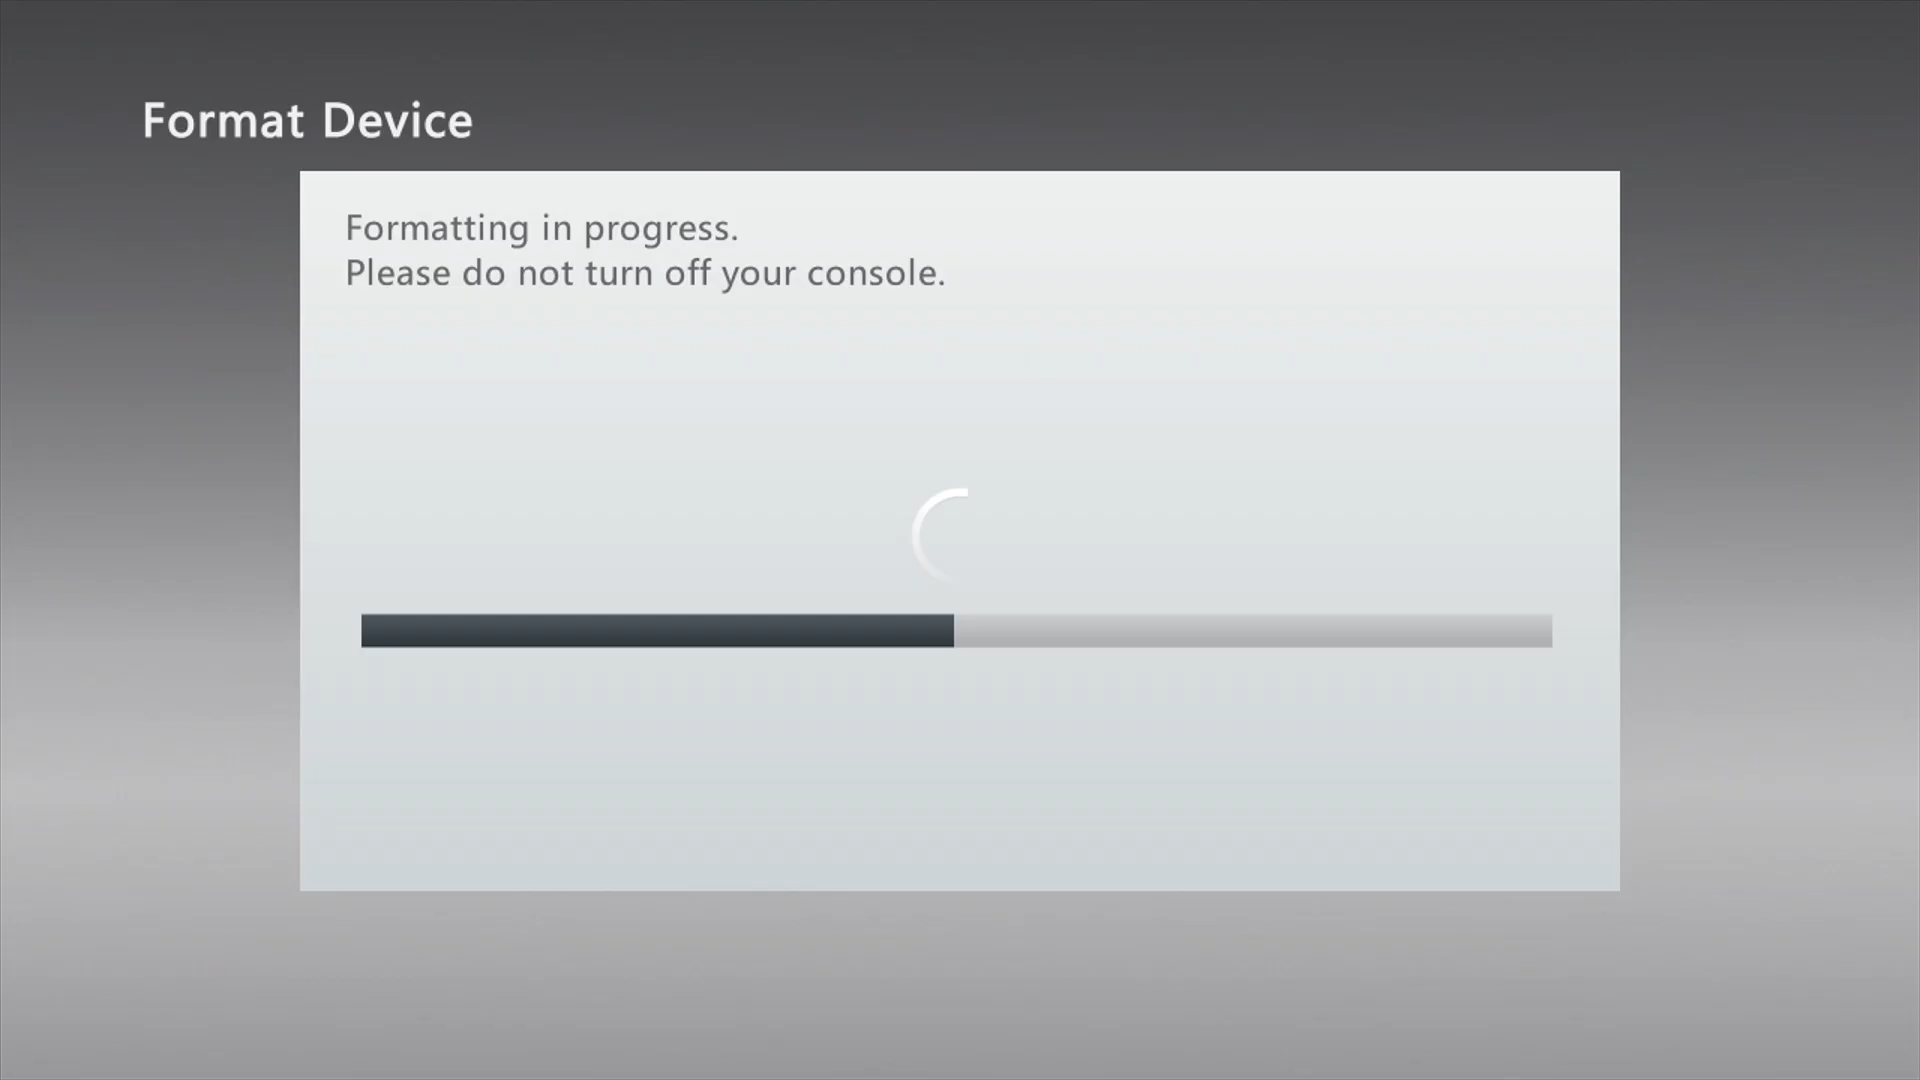 Format Device
Formatting in progress.
Please do not turn off your console.